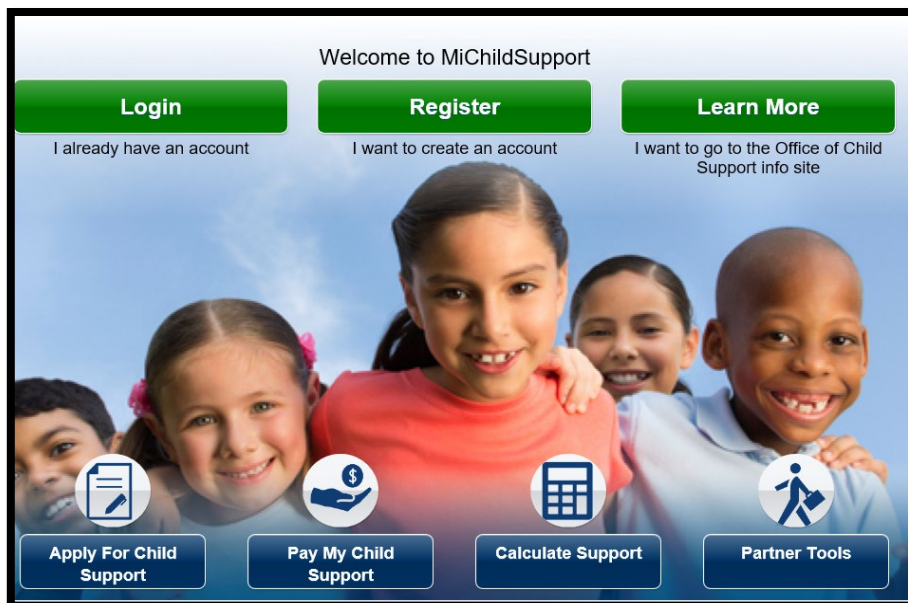 Welcome to MiChildSupport
Login
Register
Learn More
I already have an account
I want to create an account
I want to go to the Office of Child
Support info site
$
Apply For Child
Support
Pay My Child
Support
Calculate Support
Partner Tools